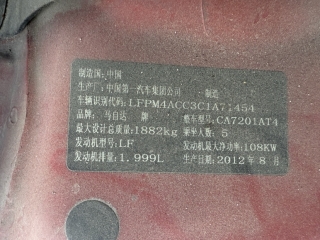 制造国:中国
生产厂:中国第一汽车集团公司 制造
车辆识别代码:LFPM4ACC3C1A71454
品牌:马自达 牌 整车型号:CA7201AT4
最大设计总质量:1882kg 乘坐人数:5
发动机型号:LF 发动机最大净功率:108KW
发动机排量:1.999L 生产日期:2012年8月